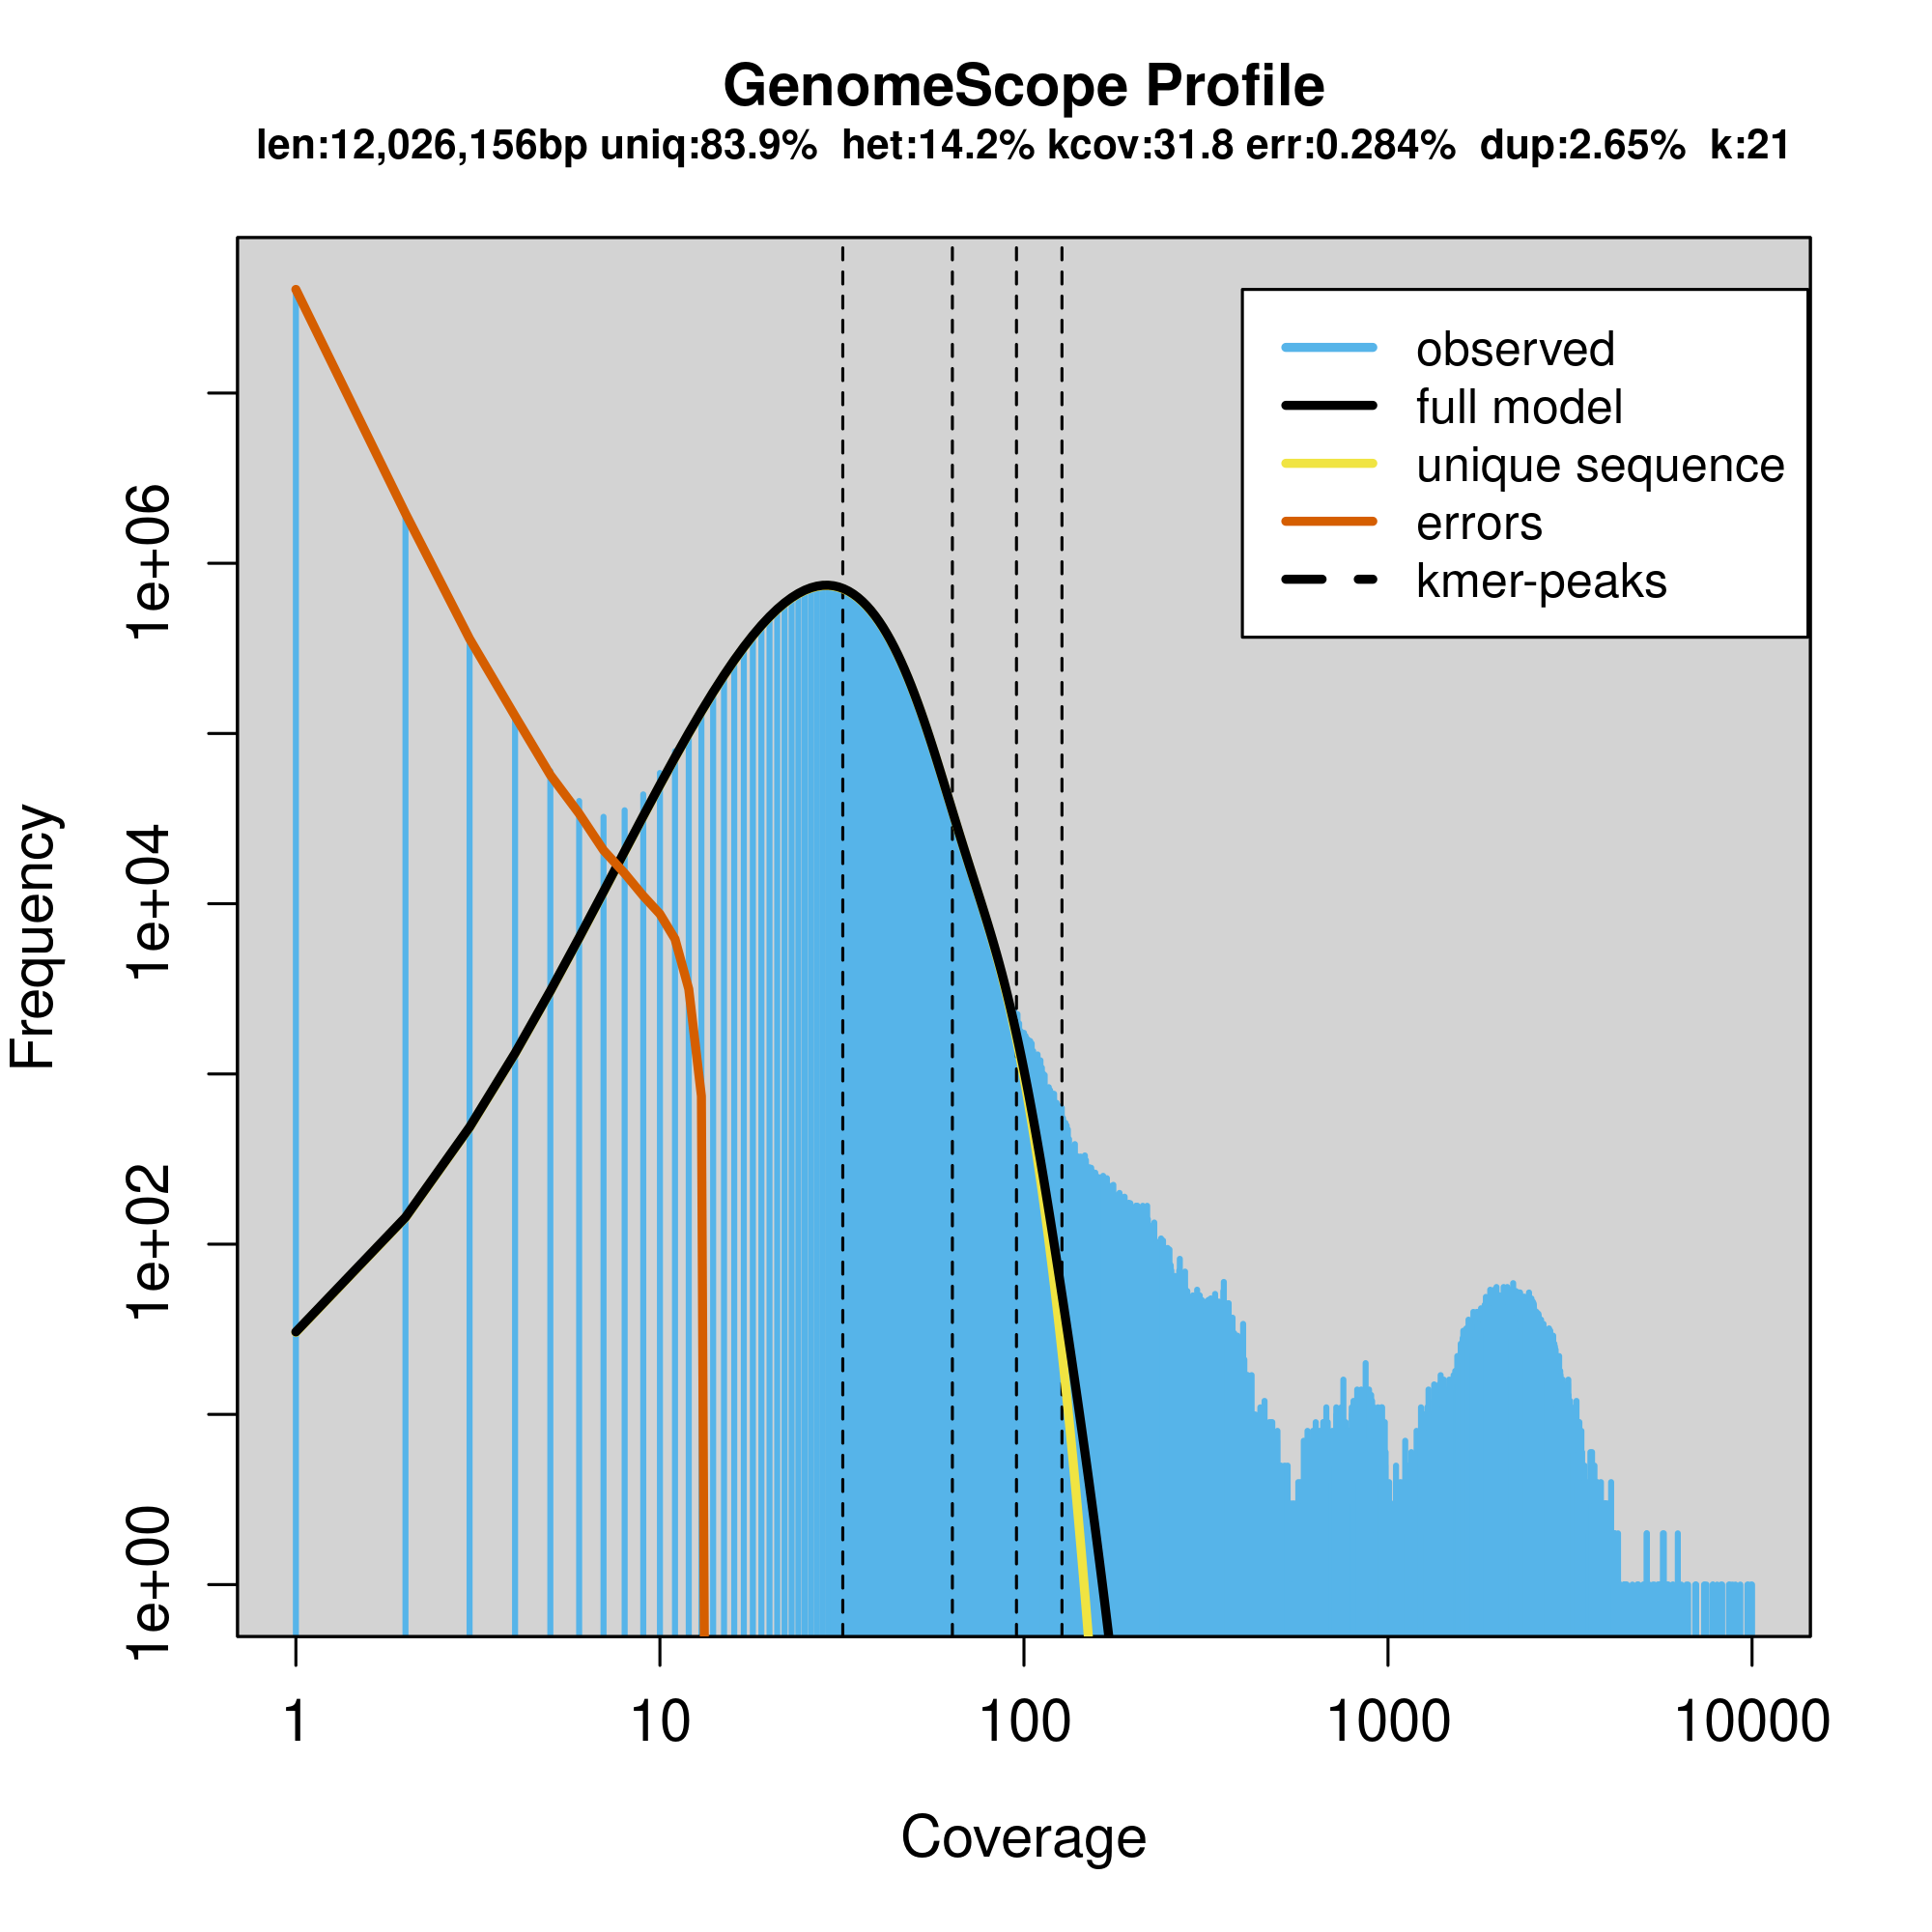 GenomeScope Profile
len:12,026,156bp uniq:83.9% het:14.2% kcov:31.8 err:0.284% dup:2.65% k:21
observed
full model
unique sequence
errors
kmer-peaks
Frequency
1e+06
1e+04
1e+02
1e+00
1 10 100 1000 10000
Coverage